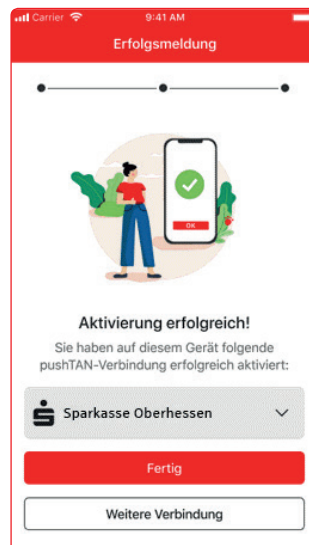 Carrier 9:41 AM
Erfolgsmeldung
OK
Aktivierung erfolgreich!
Sie haben auf diesem Gerät folgende
pushTAN-Verbindung erfolgreich aktiviert:
Sparkasse Oberhessen
Fertig
Weitere Verbindung